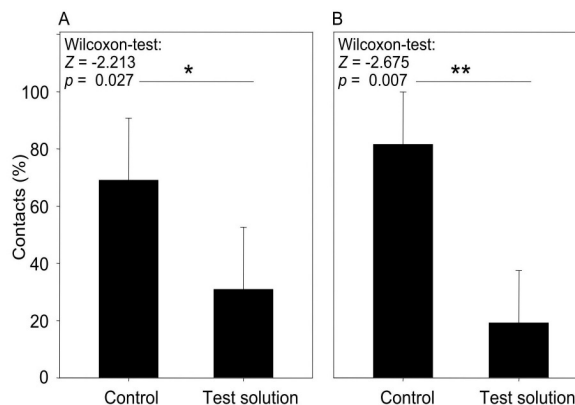 A
B
Wilcoxon-test:
Z = -2.213
p = 0.027
*
Wilcoxon-test:
Z = -2.675
p = 0.007
**
Contacts (%)
100
80
60
40
20
0
Control
Test solution
Control
Test solution